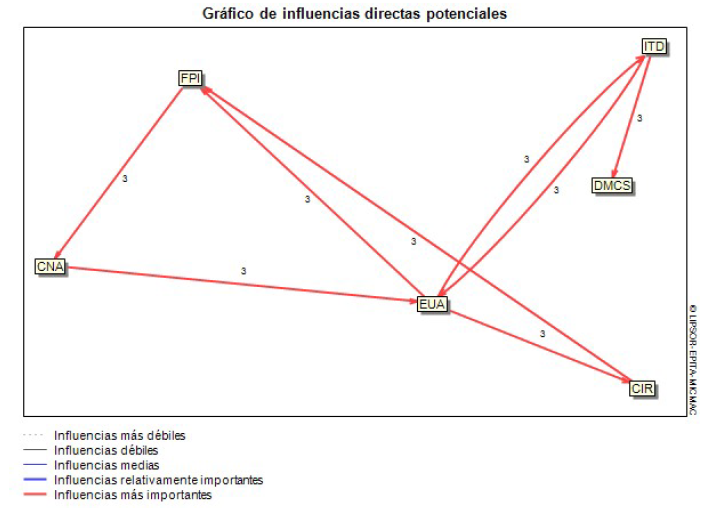 Gráfico de influencias directas potenciales
ITD
FPI
3
3
DMCS
3
3
3
3
CNA
3
EUA
3
CIR
© LIPSOR-EPITA-MICMAC
Influencias más débiles
Influencias débiles
Influencias medias
Influencias relativamente importantes
Influencias más importantes